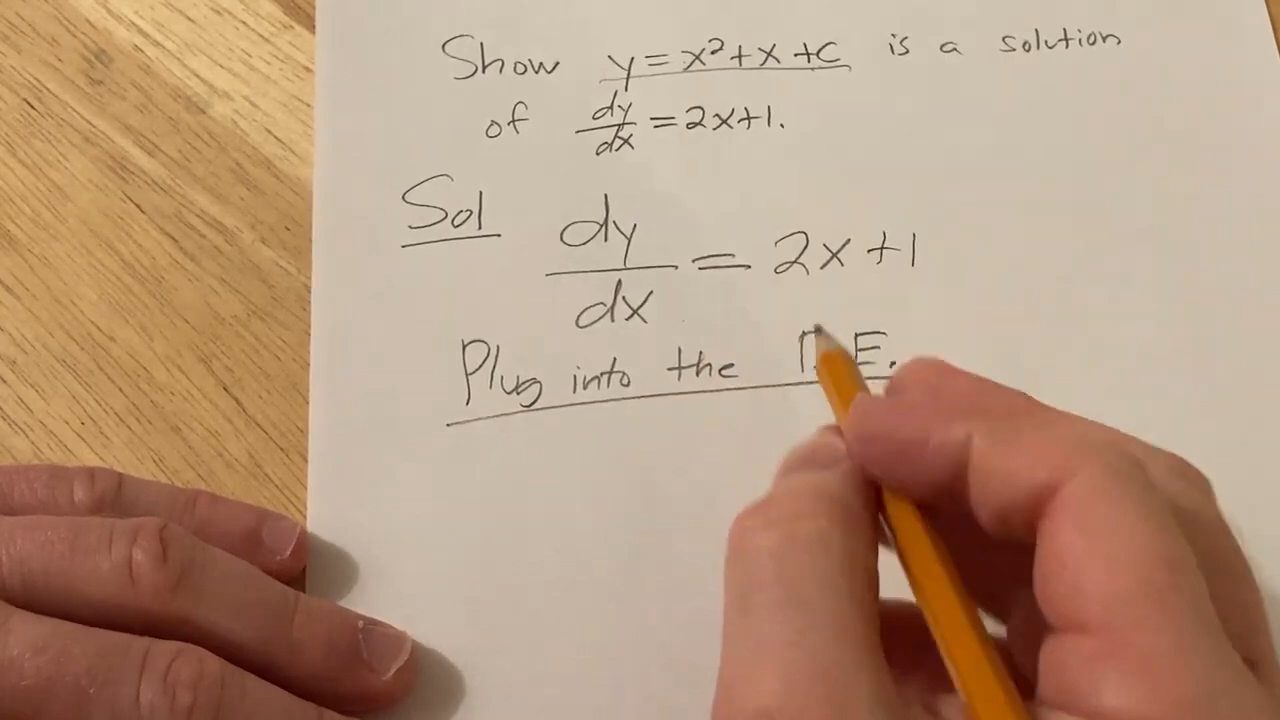 Show y = x² + x + c is a solution
of dy/dx = 2x+1.
Sol dy/dx = 2x+1
Plug into the D.E.